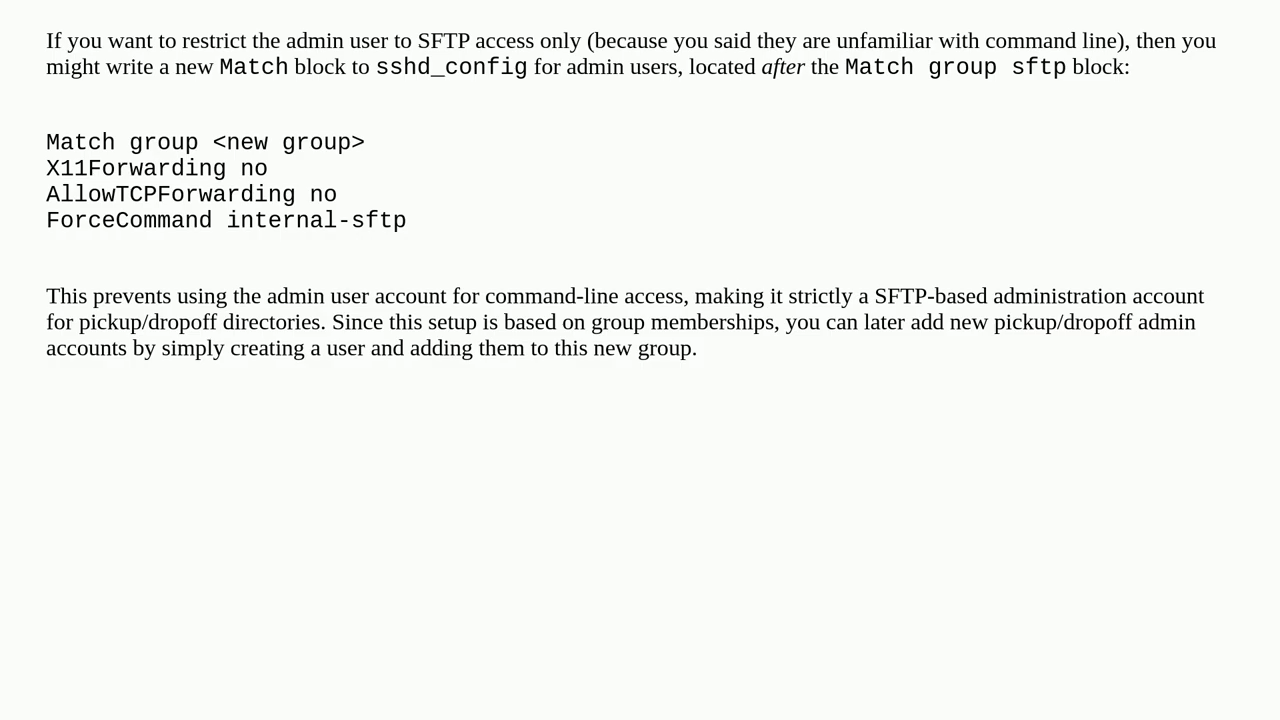 If you want to restrict the admin user to SFTP access only (because you said they are unfamiliar with command line), then you
might write a new Match block to sshd_config for admin users, located after the Match group sftp block:
Match group <new group>
X11Forwarding no
AllowTCPForwarding no
ForceCommand internal-sftp
This prevents using the admin user account for command-line access, making it strictly a SFTP-based administration account
for pickup/dropoff directories. Since this setup is based on group memberships, you can later add new pickup/dropoff admin
accounts by simply creating a user and adding them to this new group.